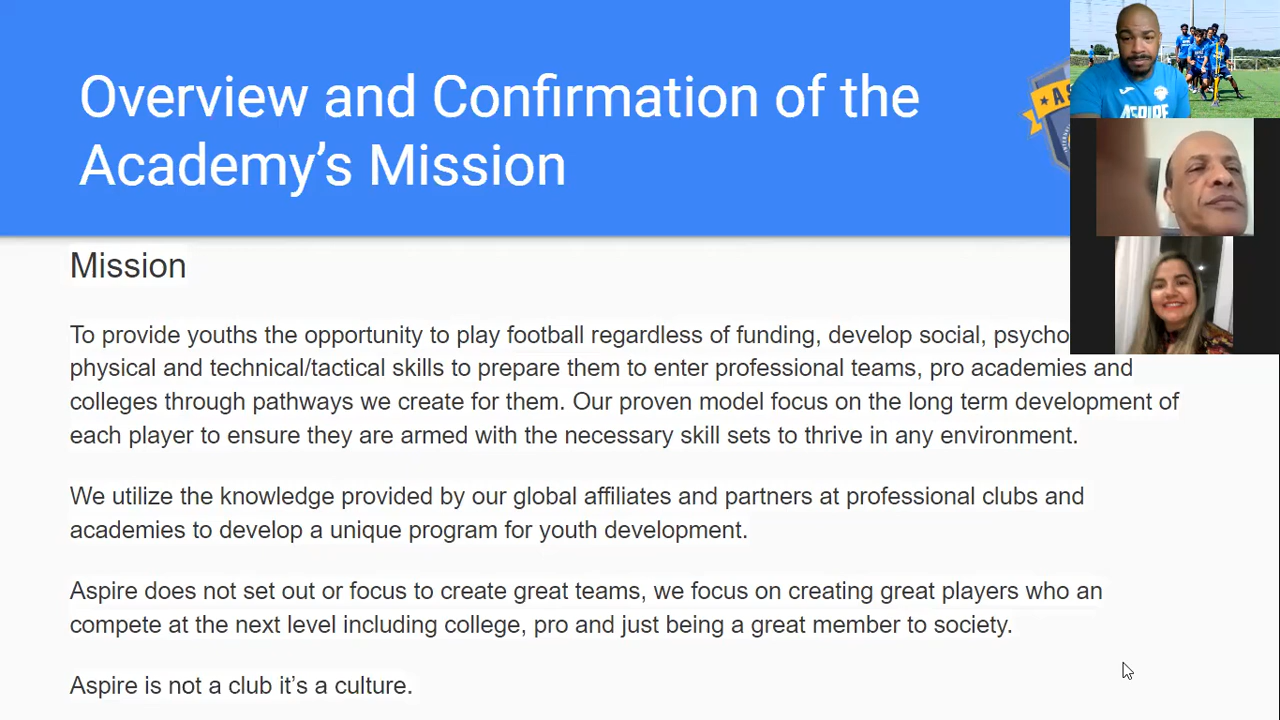 Overview and Confirmation of the
Academy’s Mission
ASPIRE
Mission
To provide youths the opportunity to play football regardless of funding, develop social,
physical and technical/tactical skills to prepare them to enter professional teams, pro academies and
colleges through pathways we create for them. Our proven model focus on the long term development of
each player to ensure they are armed with the necessary skill sets to thrive in any environment.
We utilize the knowledge provided by our global affiliates and partners at professional clubs and
academies to develop a unique program for youth development.
Aspire does not set out or focus to create great teams, we focus on creating great players who an
compete at the next level including college, pro and just being a great member to society.
Aspire is not a club it’s a culture.